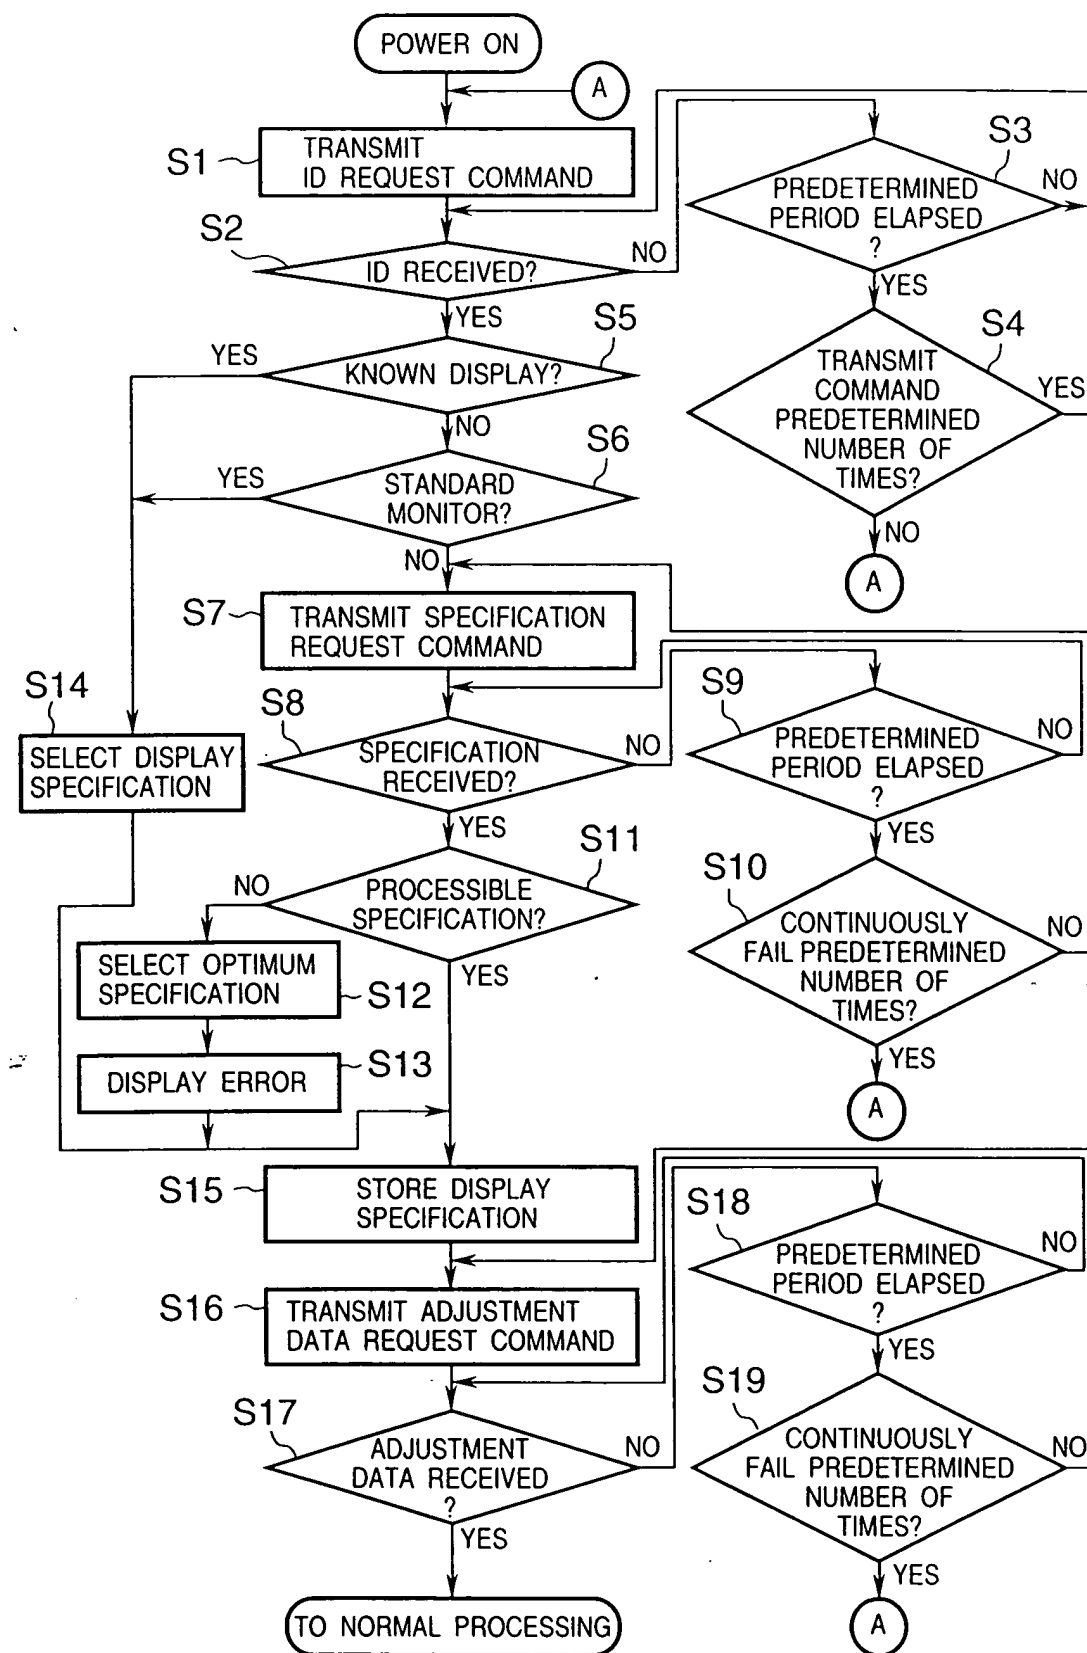 POWER ON
A
S1
TRANSMIT
ID REQUEST COMMAND
S2
ID RECEIVED?
NO
YES
S3
PREDETERMINED
PERIOD ELAPSED
?
NO
YES
S4
TRANSMIT
COMMAND
PREDETERMINED
NUMBER OF
TIMES?
YES
NO
A
S5
KNOWN DISPLAY?
YES
NO
S6
STANDARD
MONITOR?
YES
NO
S7
TRANSMIT SPECIFICATION
REQUEST COMMAND
S8
SPECIFICATION
RECEIVED?
NO
YES
S9
PREDETERMINED
PERIOD ELAPSED
?
NO
YES
S10
CONTINUOUSLY
FAIL PREDETERMINED
NUMBER OF
TIMES?
NO
YES
A
S14
SELECT DISPLAY
SPECIFICATION
S11
PROCESSIBLE
SPECIFICATION?
NO
YES
SELECT OPTIMUM
SPECIFICATION
S12
DISPLAY ERROR
S13
S15
STORE DISPLAY
SPECIFICATION
S16
TRANSMIT ADJUSTMENT
DATA REQUEST COMMAND
S17
ADJUSTMENT
DATA RECEIVED
?
NO
YES
S18
PREDETERMINED
PERIOD ELAPSED
?
NO
YES
S19
CONTINUOUSLY
FAIL PREDETERMINED
NUMBER OF
TIMES?
NO
YES
A
TO NORMAL PROCESSING